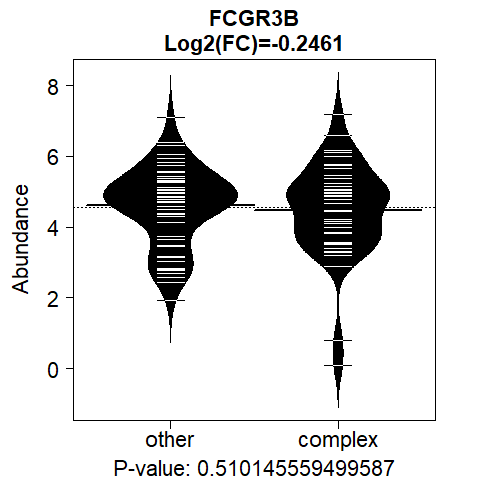 FCGR3B
Log2(FC)=-0.2461
Abundance
8
6
4
2
0
other complex
P-value: 0.510145559499587